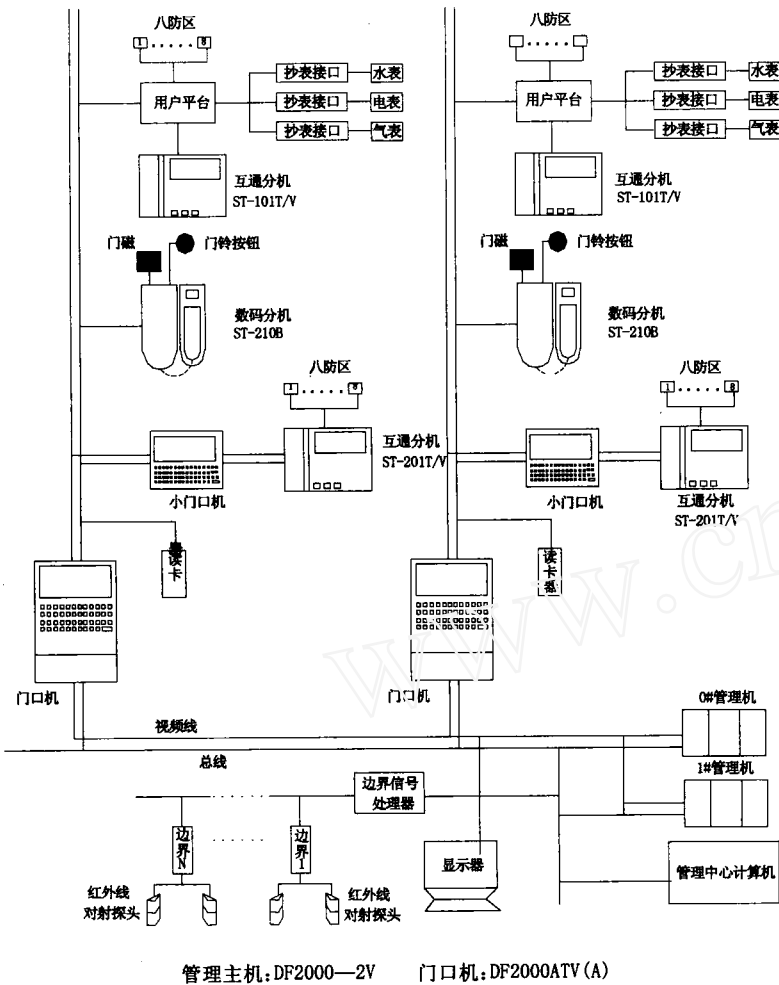 八防区
1 8
用户平台
抄表接口 水表
抄表接口 电表
抄表接口 气表
互通分机
ST-101T/V
门磁
门铃按钮
数码分机
ST-210B
八防区
1 8
互通分机
ST-201T/V
小门口机
读卡
门口机
八防区
用户平台
抄表接口 水表
抄表接口 电表
抄表接口 气表
互通分机
ST-101T/V
门磁
门铃按钮
数码分机
ST-210B
八防区
1 8
互通分机
ST-201T/V
小门口机
读卡器
门口机
视频线
总线
0#管理机
1#管理机
边界信号
处理器
边界N
边界1
红外线
对射探头
红外线
对射探头
显示器
管理中心计算机
管理主机:DF2000—2V 门口机:DF2000ATV(A)
www.cn